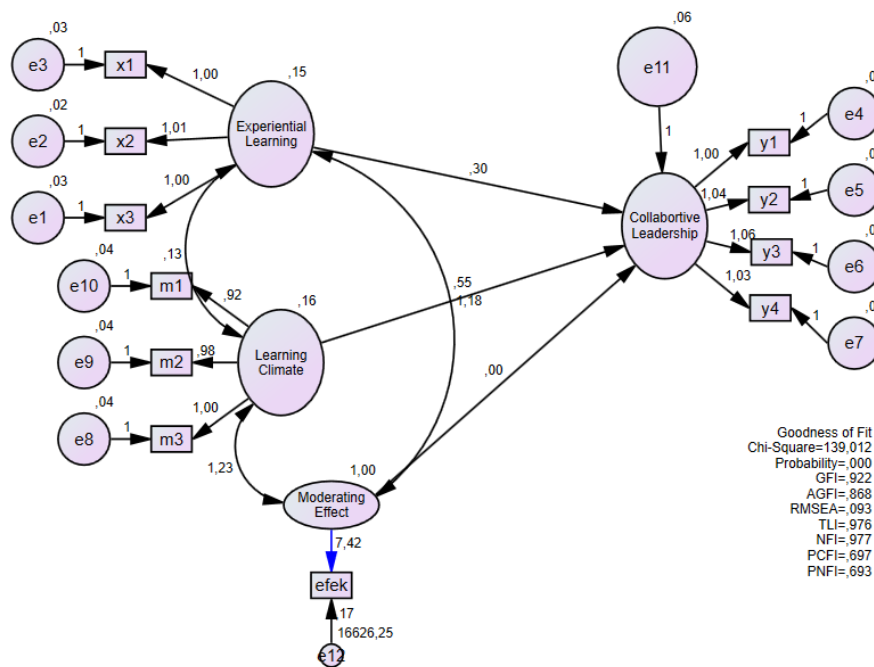 ,03
e3
1
x1
1,00
,15
,06
e11
,02
e2
1
x2
1,01
Experiential
Learning
1
,0
e4
1
y1
1,00
,03
e1
1
x3
1,00
,30
,0
e5
1
y2
1,04
Collabortive
Leadership
,13
,04
e10
1
m1
,92
,16
,55
1,18
,0
e6
1
y3
1,06
,04
e9
1
m2
,98
Learning
Climate
,0
e7
1
y4
1,03
,00
,04
e8
1
m3
1,00
1,23
1,00
Moderating
Effect
7,42
efek
17
16626,25
e12
Goodness of Fit
Chi-Square=139,012
Probability=,000
GFI=,922
AGFI=,868
RMSEA=,093
TLI=,976
NFI=,977
PCFI=,697
PNFI=,693